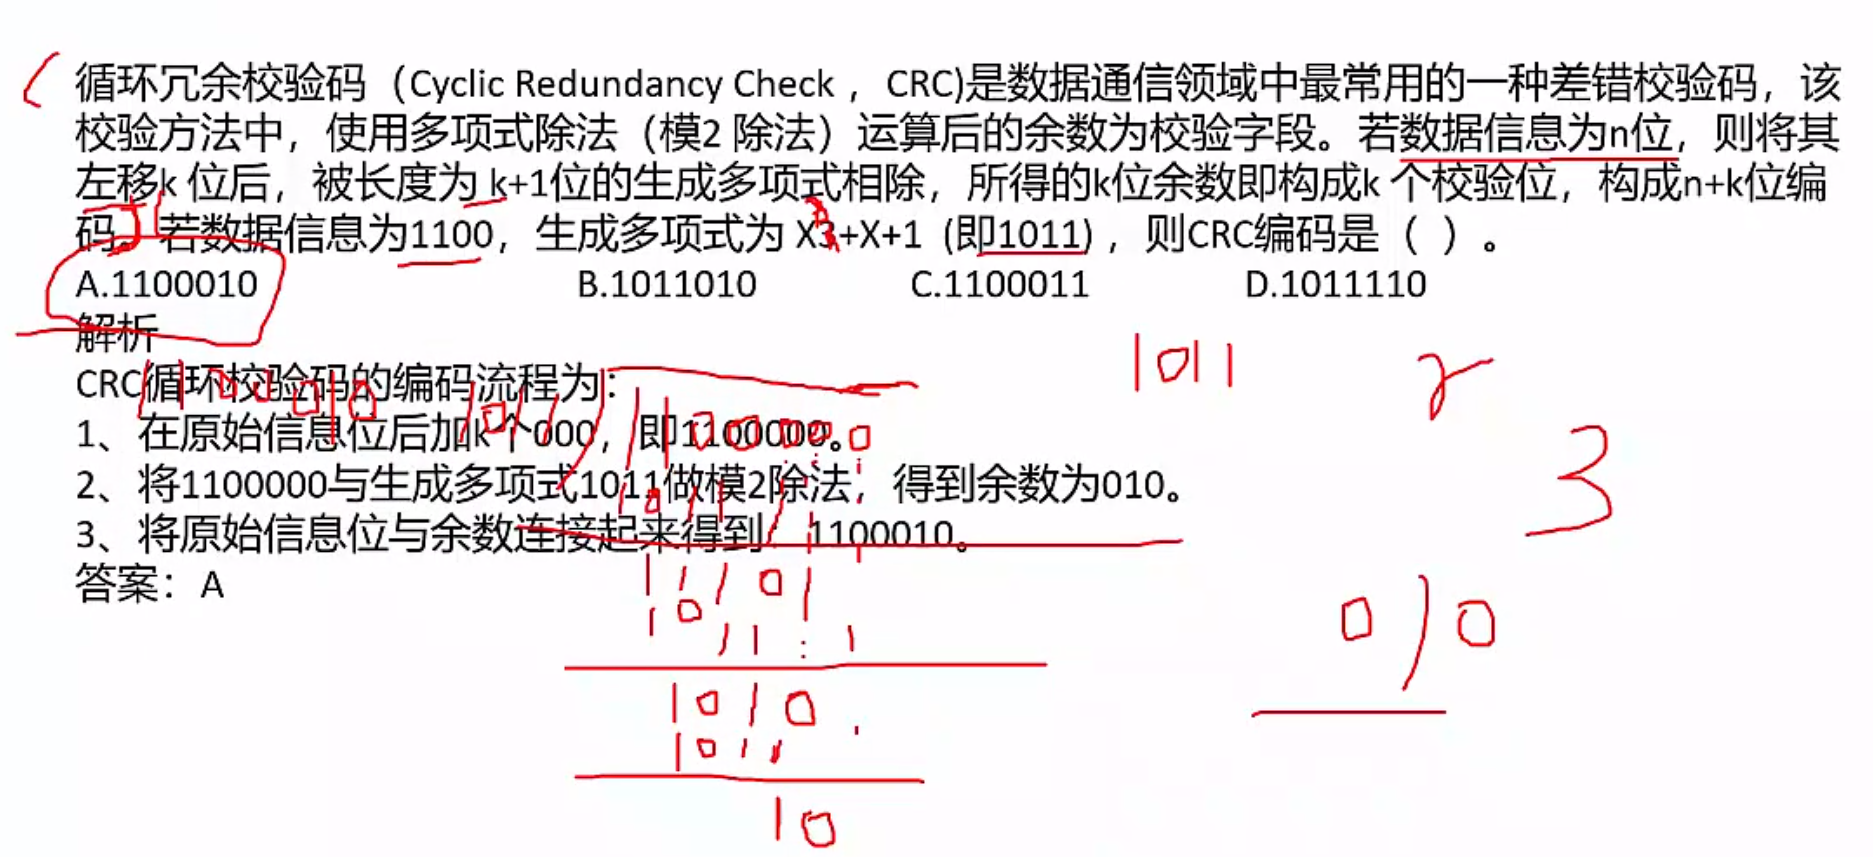 循环冗余校验码（Cyclic Redundancy Check ，CRC)是数据通信领域中最常用的一种差错校验码，该
校验方法中，使用多项式除法（模2 除法）运算后的余数为校验字段。若数据信息为n位，则将其
左移k 位后，被长度为 k+1位的生成多项式相除，所得的k位余数即构成k 个校验位，构成n+k位编
码。若数据信息为1100，生成多项式为 X3+X+1（即1011），则CRC编码是（ ）。
A.1100010 B.1011010 C.1100011 D.1011110
解析
CRC循环校验码的编码流程为：
1、在原始信息位后加k个000，即1100000。
2、将1100000与生成多项式1011做模2除法，得到余数为010。
3、将原始信息位与余数连接起来得到：1100010。
答案：A
1011
1100010
1011
1100000
1011
3
11101
1011
010
1010
1011
10